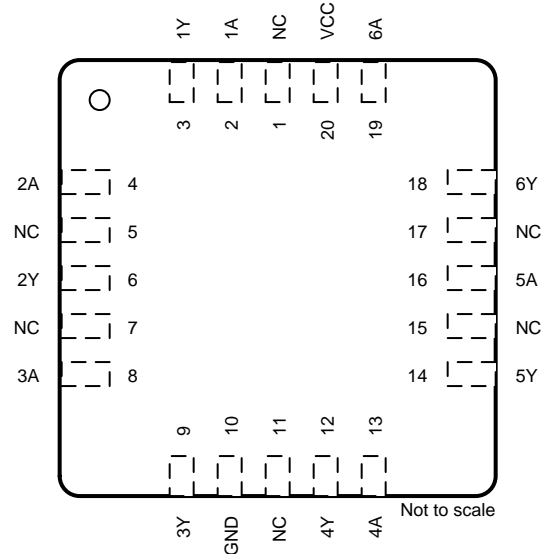 1Y 1A NC VCC 6A
3 2 1 20 19
2A 4 18 6Y
NC 5 17 NC
2Y 6 16 5A
NC 7 15 NC
3A 8 14 5Y
9 10 11 12 13
3Y GND NC 4Y 4A
Not to scale